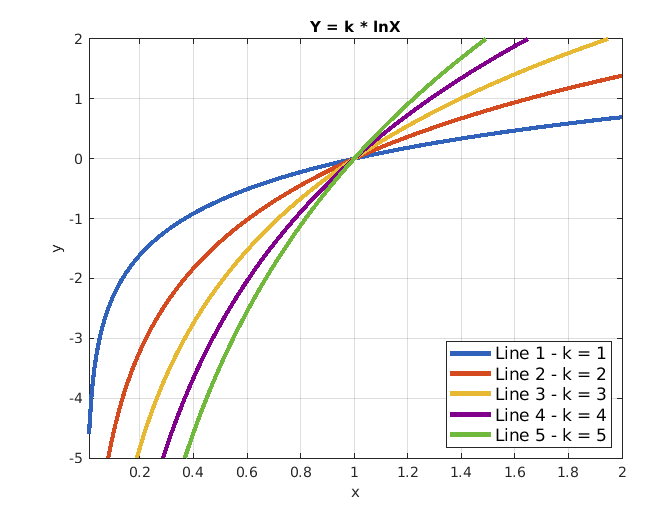 Y = k * lnX
2
1
0
-1
-2
-3
-4
-5
y
0.2 0.4 0.6 0.8 1 1.2 1.4 1.6 1.8 2
x
Line 1 - k = 1
Line 2 - k = 2
Line 3 - k = 3
Line 4 - k = 4
Line 5 - k = 5